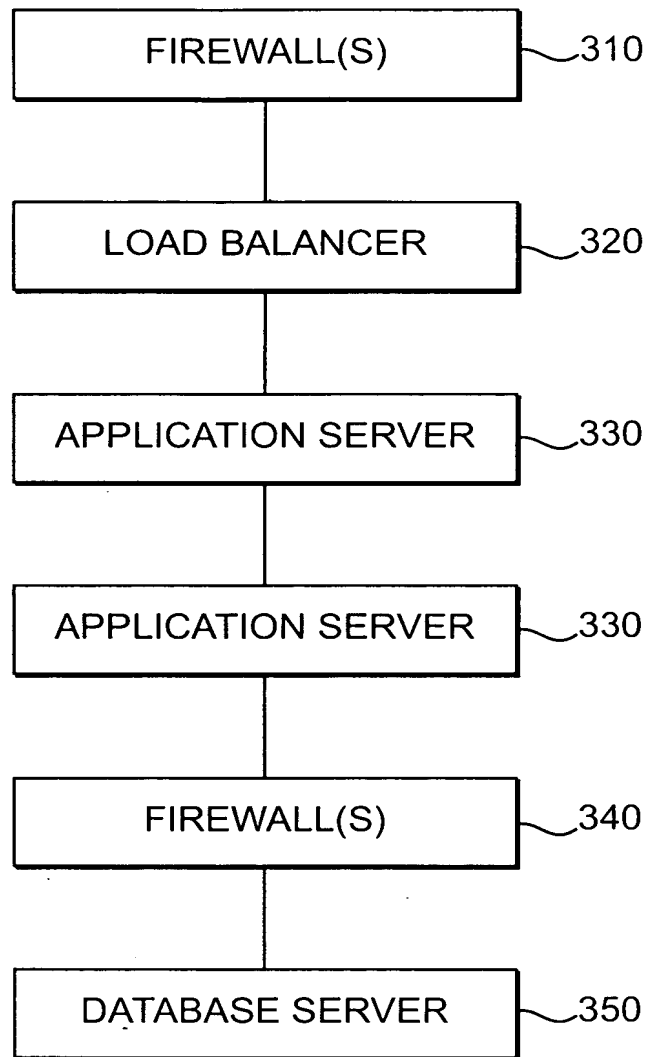 FIREWALL(S) 310
LOAD BALANCER 320
APPLICATION SERVER 330
APPLICATION SERVER 330
FIREWALL(S) 340
DATABASE SERVER 350